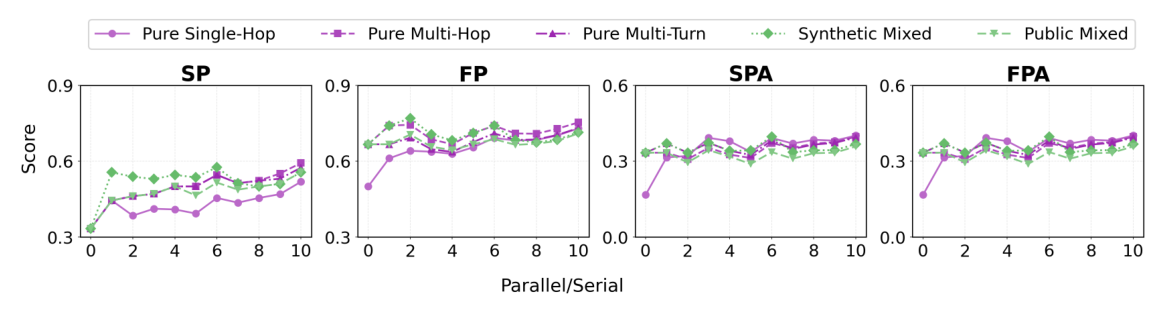 Pure Single-Hop Pure Multi-Hop Pure Multi-Turn Synthetic Mixed Public Mixed
SP FP SPA FPA
Score
0.9 0.9 0.6 0.6
0.6 0.6 0.3 0.3
0.3 0.3 0.0 0.0
0 2 4 6 8 10 0 2 4 6 8 10 0 2 4 6 8 10 0 2 4 6 8 10
Parallel/Serial